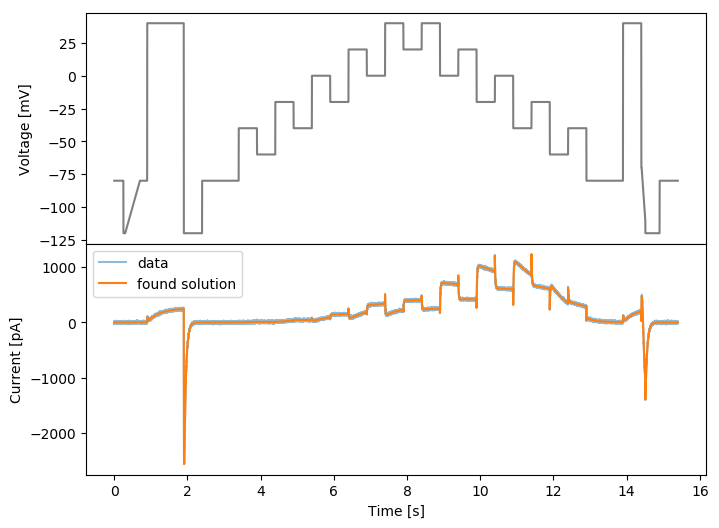 25
0
−25
−50
−75
−100
−125
Voltage [mV]
data
found solution
1000
0
−1000
−2000
Current [pA]
0 2 4 6 8 10 12 14 16
Time [s]